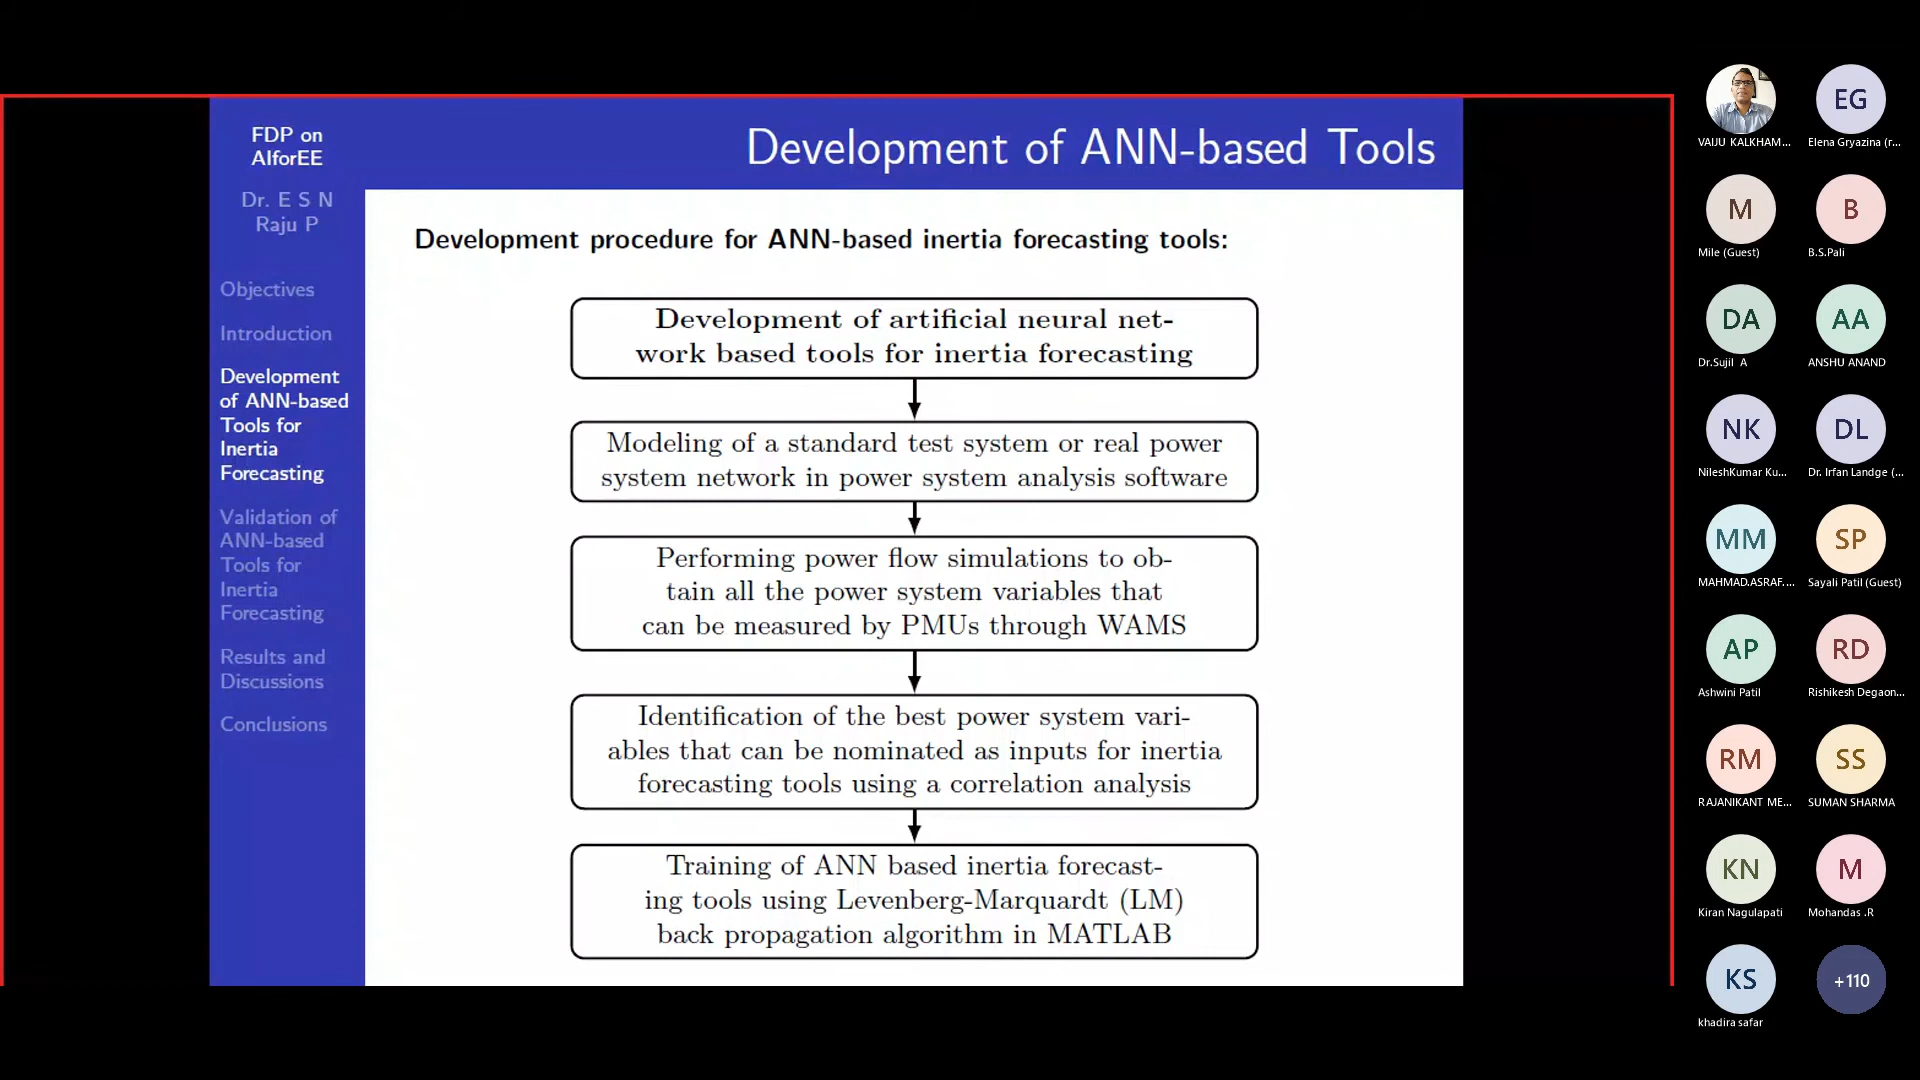 FDP on
AIforEE
Dr. E S N
Raju P
Objectives
Introduction
Development
of ANN-based
Tools for
Inertia
Forecasting
Validation of
ANN-based
Tools for
Inertia
Forecasting
Results and
Discussions
Conclusions
Development of ANN-based Tools
Development procedure for ANN-based inertia forecasting tools:
Development of artificial neural net-
work based tools for inertia forecasting
Modeling of a standard test system or real power
system network in power system analysis software
Performing power flow simulations to ob-
tain all the power system variables that
can be measured by PMUs through WAMS
Identification of the best power system vari-
ables that can be nominated as inputs for inertia
forecasting tools using a correlation analysis
Training of ANN based inertia forecast-
ing tools using Levenberg-Marquardt (LM)
back propagation algorithm in MATLAB
EG
VAIJU KALKHAM... Elena Gryazina (r...
M B
Mile (Guest) B.S.Pali
DA AA
Dr.Sujil A ANSHU ANAND
NK DL
NileshKumar Ku... Dr. Irfan Landge (...
MM SP
MAHMAD.ASRAF.... Sayali Patil (Guest)
AP RD
Ashwini Patil Rishikesh Degaon...
RM SS
RAJANIKANT ME... SUMAN SHARMA
KN M
Kiran Nagulapati Mohandas .R
KS +110
khadira safar